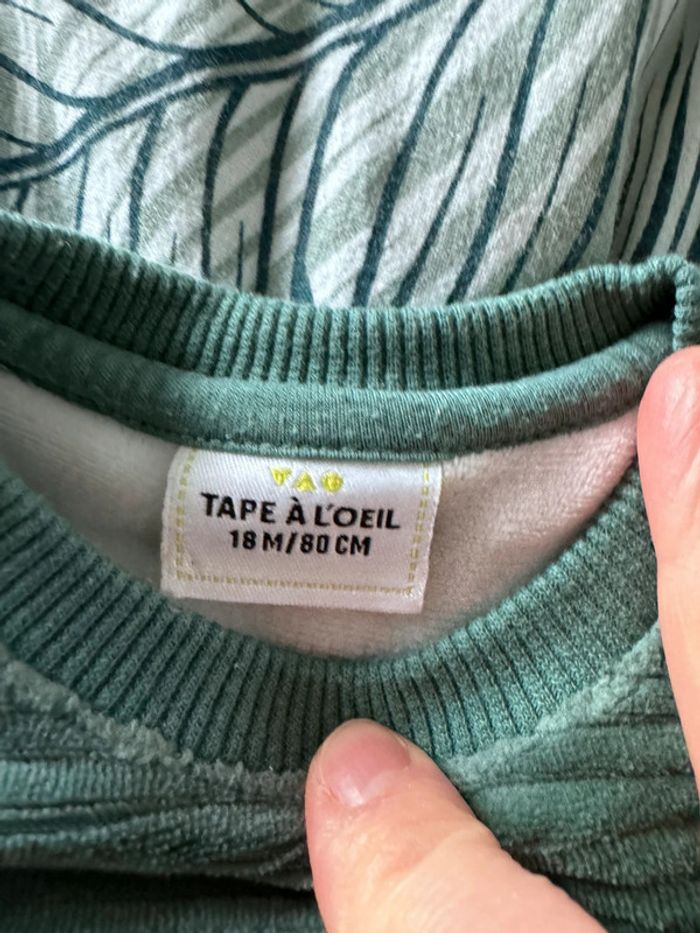 TAO
TAPE À L'OEIL
18 M/80 CM